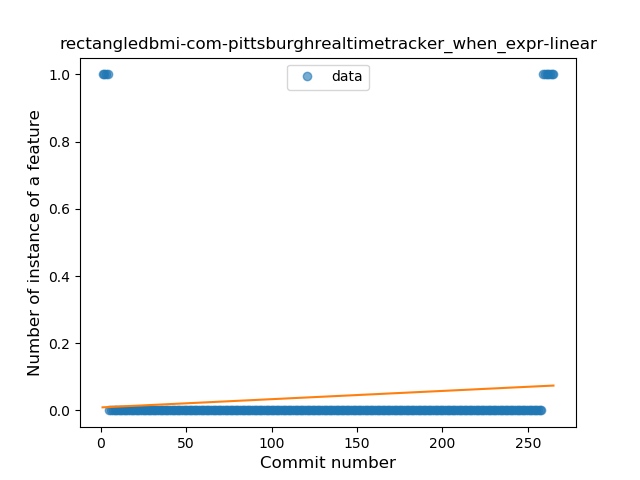 rectangledbmi-com-pittsburghrealtimetracker_when_expr-linear
data
Number of instance of a feature
1.0
0.8
0.6
0.4
0.2
0.0
0 50 100 150 200 250
Commit number